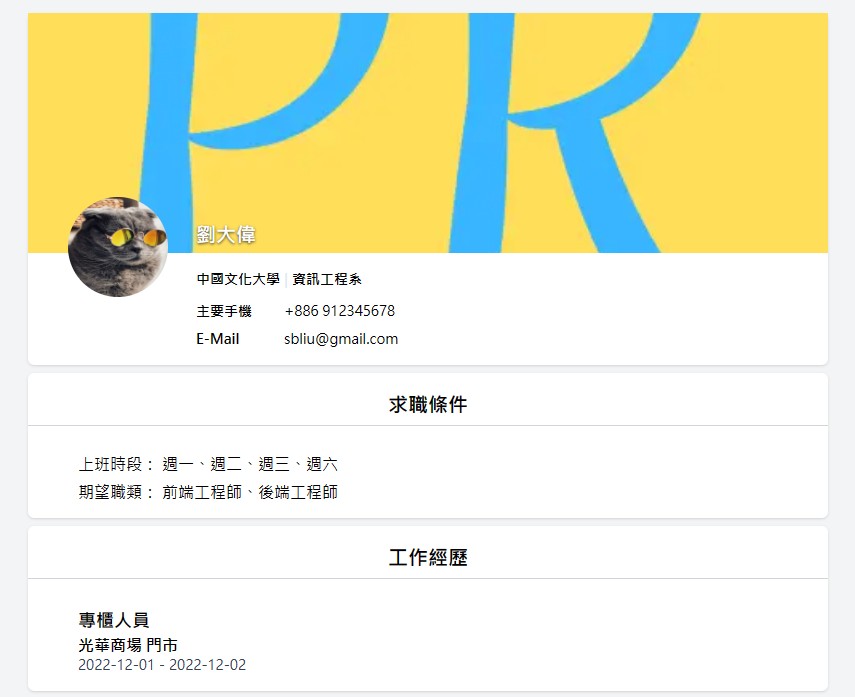 PR
劉大偉
中國文化大學 | 資訊工程系
主要手機 +886 912345678
E-Mail sbliu@gmail.com
求職條件
上班時段： 週一、週二、週三、週六
期望職類： 前端工程師、後端工程師
工作經歷
專櫃人員
光華商場 門市
2022-12-01 - 2022-12-02